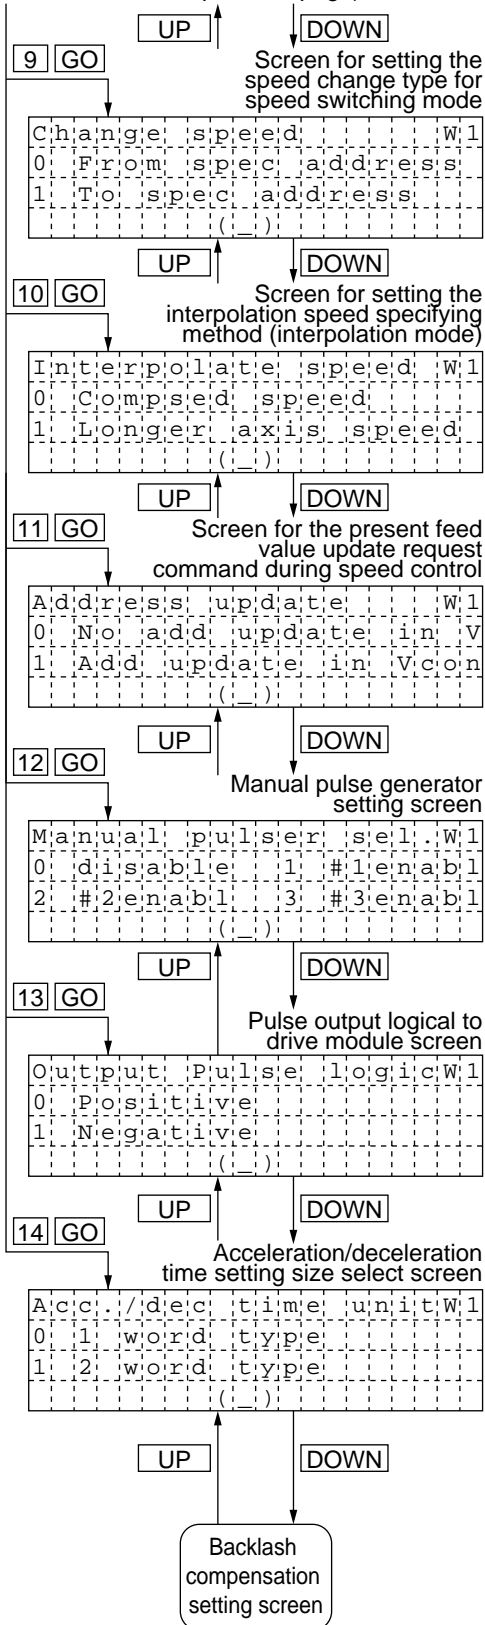 UP DOWN
9 GO
Screen for setting the
speed change type for
speed switching mode
Change speed W1
0 From spec address
1 To spec address
(_)
UP DOWN
10 GO
Screen for setting the
interpolation speed specifying
method (interpolation mode)
Interpolate speed W1
0 Compsed speed
1 Longer axis speed
(_)
UP DOWN
11 GO
Screen for the present feed
value update request
command during speed control
Address update W1
0 No add update in V
1 Add update in Vcon
(_)
UP DOWN
12 GO
Manual pulse generator
setting screen
Manual pulser sel.W1
0 disable 1 #1enabl
2 #2enabl 3 #3enabl
(_)
UP DOWN
13 GO
Pulse output logical to
drive module screen
Output Pulse logicW1
0 Positive
1 Negative
(_)
UP DOWN
14 GO
Acceleration/deceleration
time setting size select screen
Acc./dec time unitW1
0 1 word type
1 2 word type
(_)
UP DOWN
Backlash
compensation
setting screen